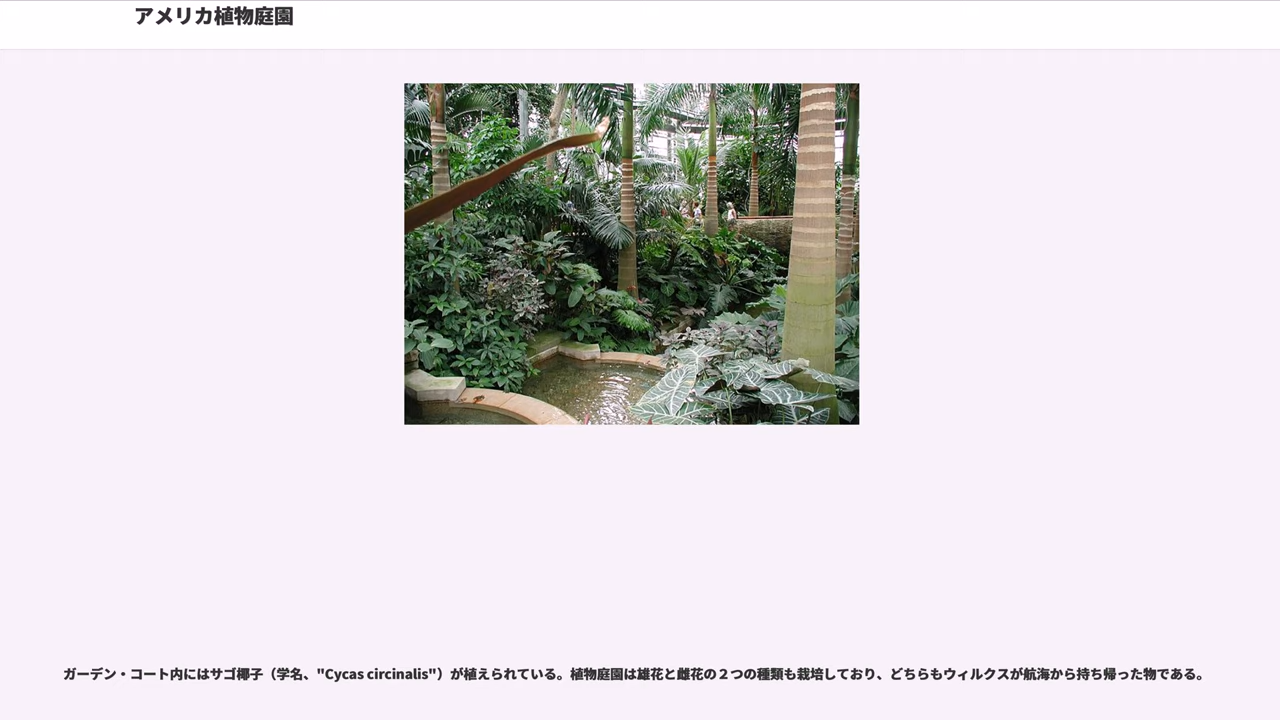 アメリカ植物庭園
ガーデン・コート内にはサゴ椰子（学名、"Cycas circinalis"）が植えられている。植物庭園は雄花と雌花の２つの種類も栽培しており、どちらもウィルクスが航海から持ち帰った物である。